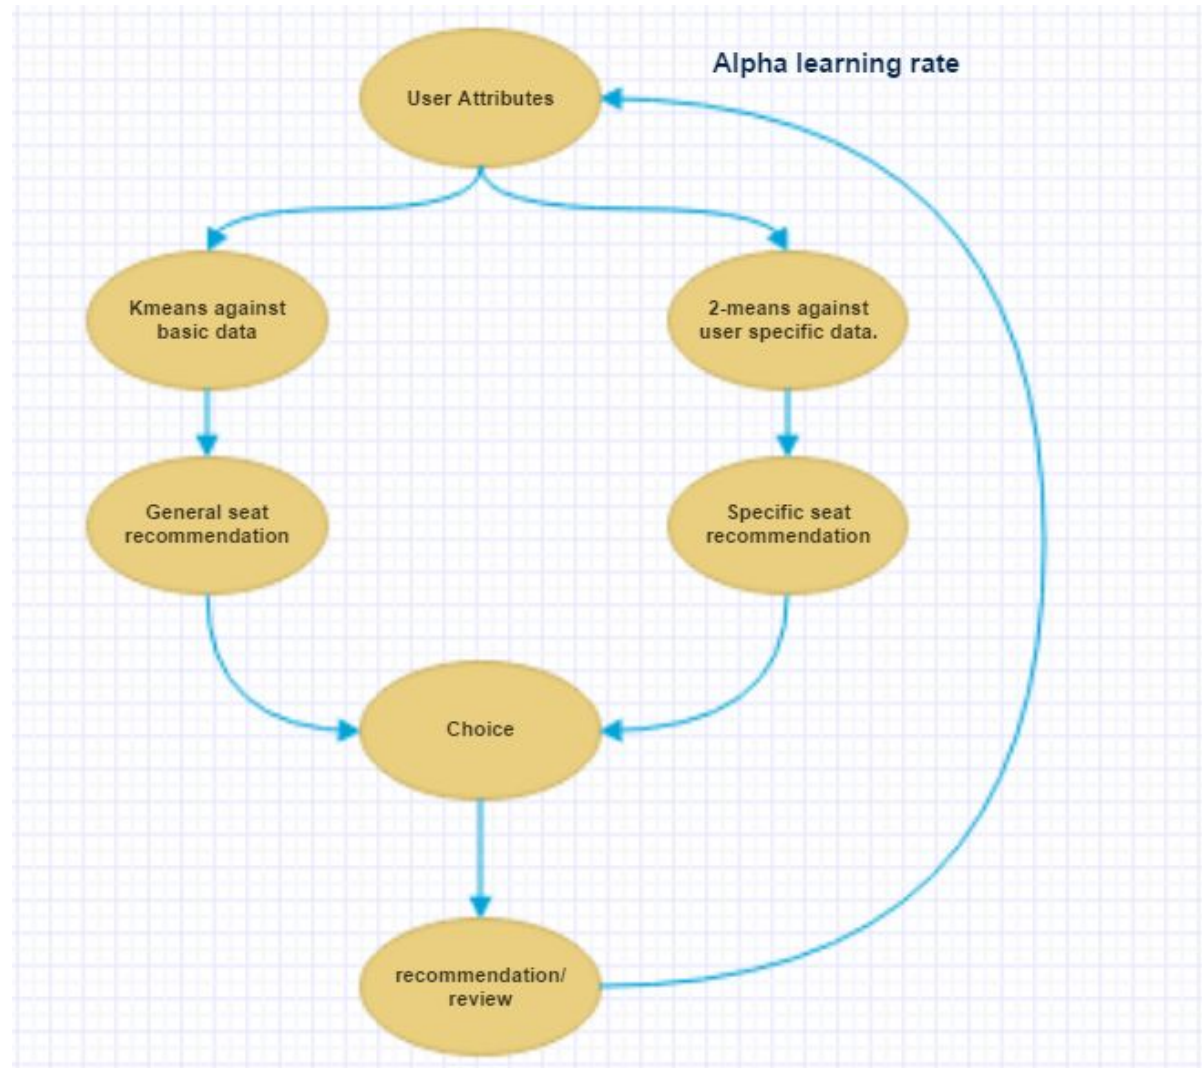 Alpha learning rate
User Attributes
Kmeans against
basic data
2-means against
user specific data.
General seat
recommendation
Specific seat
recommendation
Choice
recommendation/
review